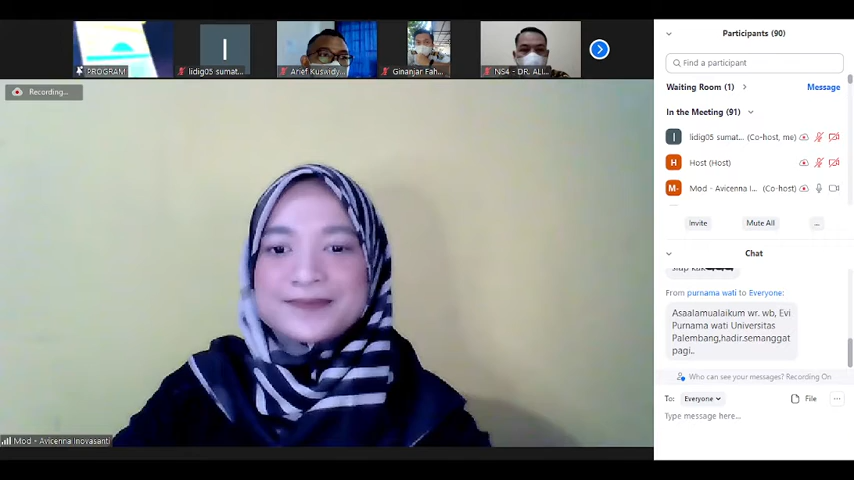 PROGRAM
lidig05 sumat...
I
Arief Kuswidy...
Ginanjar Fah...
NS4 - DR. ALI...
Recording...
Mod - Avicenna Inovasanti
Participants (90)
Find a participant
Waiting Room (1)
Message
In the Meeting (91)
I
lidig05 sumat... (Co-host, me)
H
Host (Host)
M-
Mod - Avicenna I... (Co-host)
Invite
Mute All
...
Chat
From purnama wati to Everyone:
Asaalamualaikum wr. wb, Evi
Purnama wati Universitas
Palembang,hadir.semanggat
pagi..
Who can see your messages? Recording On
To:
Everyone
File
...
Type message here...